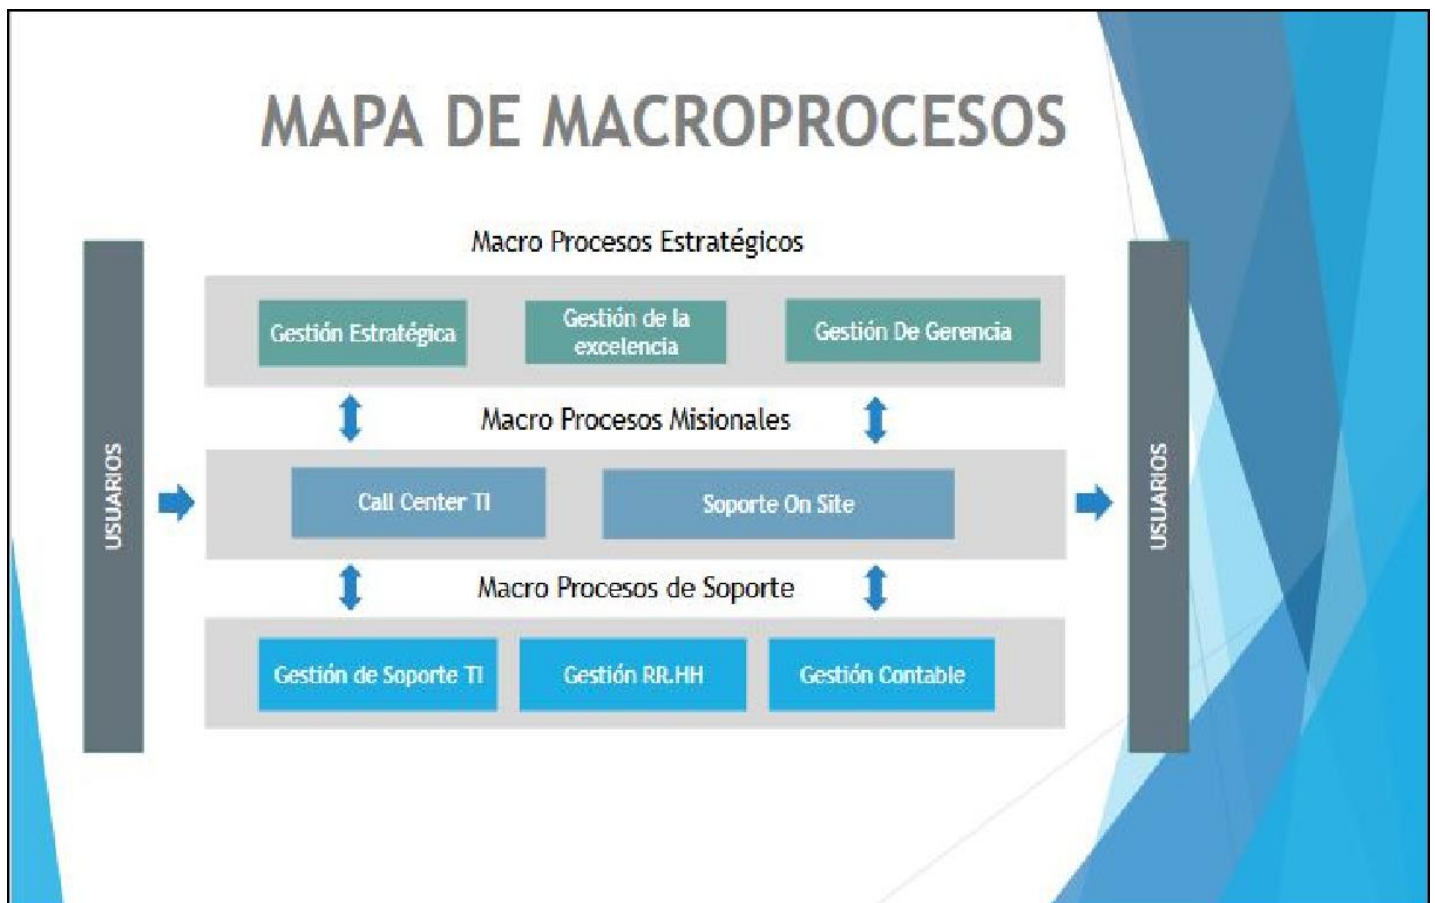 MAPA DE MACROPROCESOS
Macro Procesos Estratégicos
Gestión Estratégica
Gestión de la
excelencia
Gestión De Gerencia
Macro Procesos Misionales
USUARIOS
Call Center TI
Soporte On Site
USUARIOS
Macro Procesos de Soporte
Gestión de Soporte TI
Gestión RR.HH
Gestión Contable